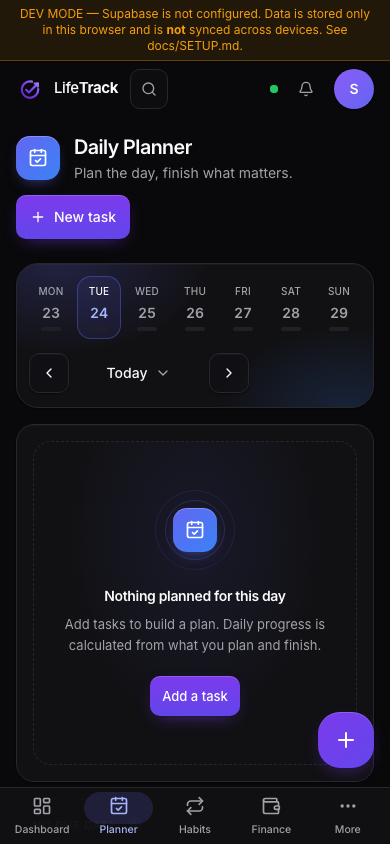 DEV MODE — Supabase is not configured. Data is stored only
in this browser and is not synced across devices. See
docs/SETUP.md.
LifeTrack
S
Daily Planner
Plan the day, finish what matters.
New task
MON TUE WED THU FRI SAT SUN
23 24 25 26 27 28 29
Today
Nothing planned for this day
Add tasks to build a plan. Daily progress is
calculated from what you plan and finish.
Add a task
Dashboard Planner Habits Finance More